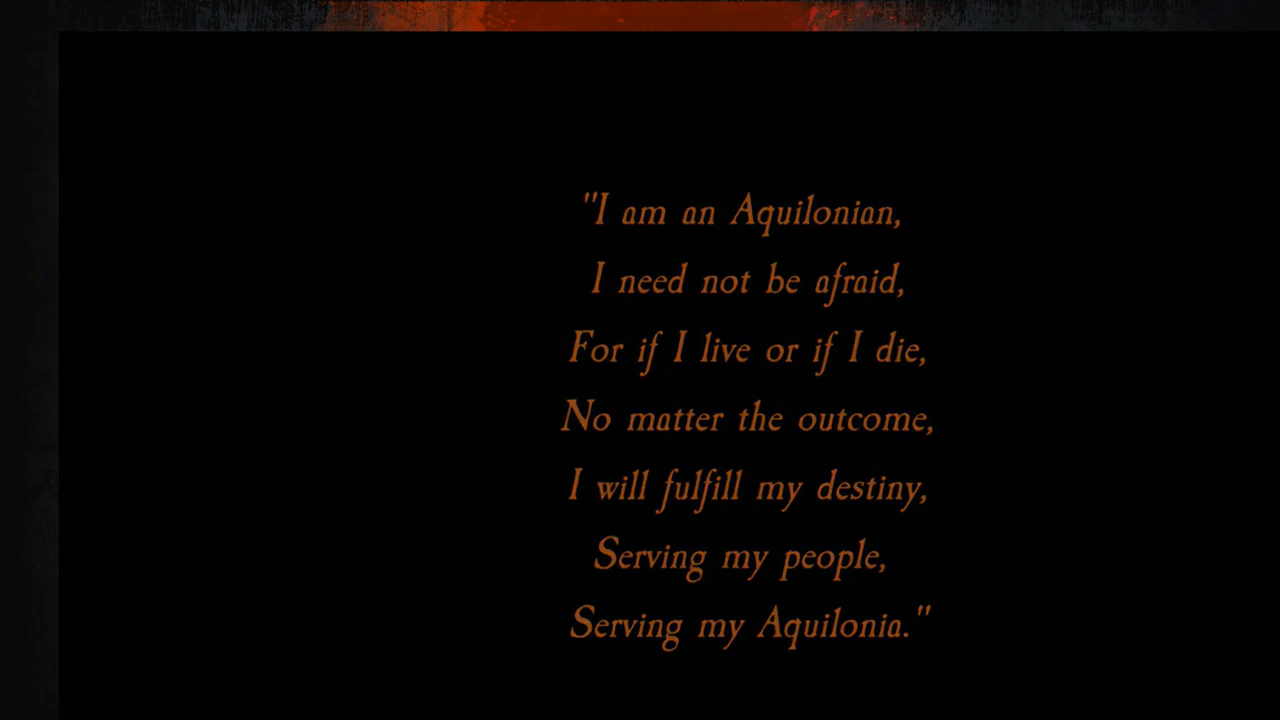 "I am an Aquilonian,
I need not be afraid,
For if I live or if I die,
No matter the outcome,
I will fulfill my destiny,
Serving my people,
Serving my Aquilonia."